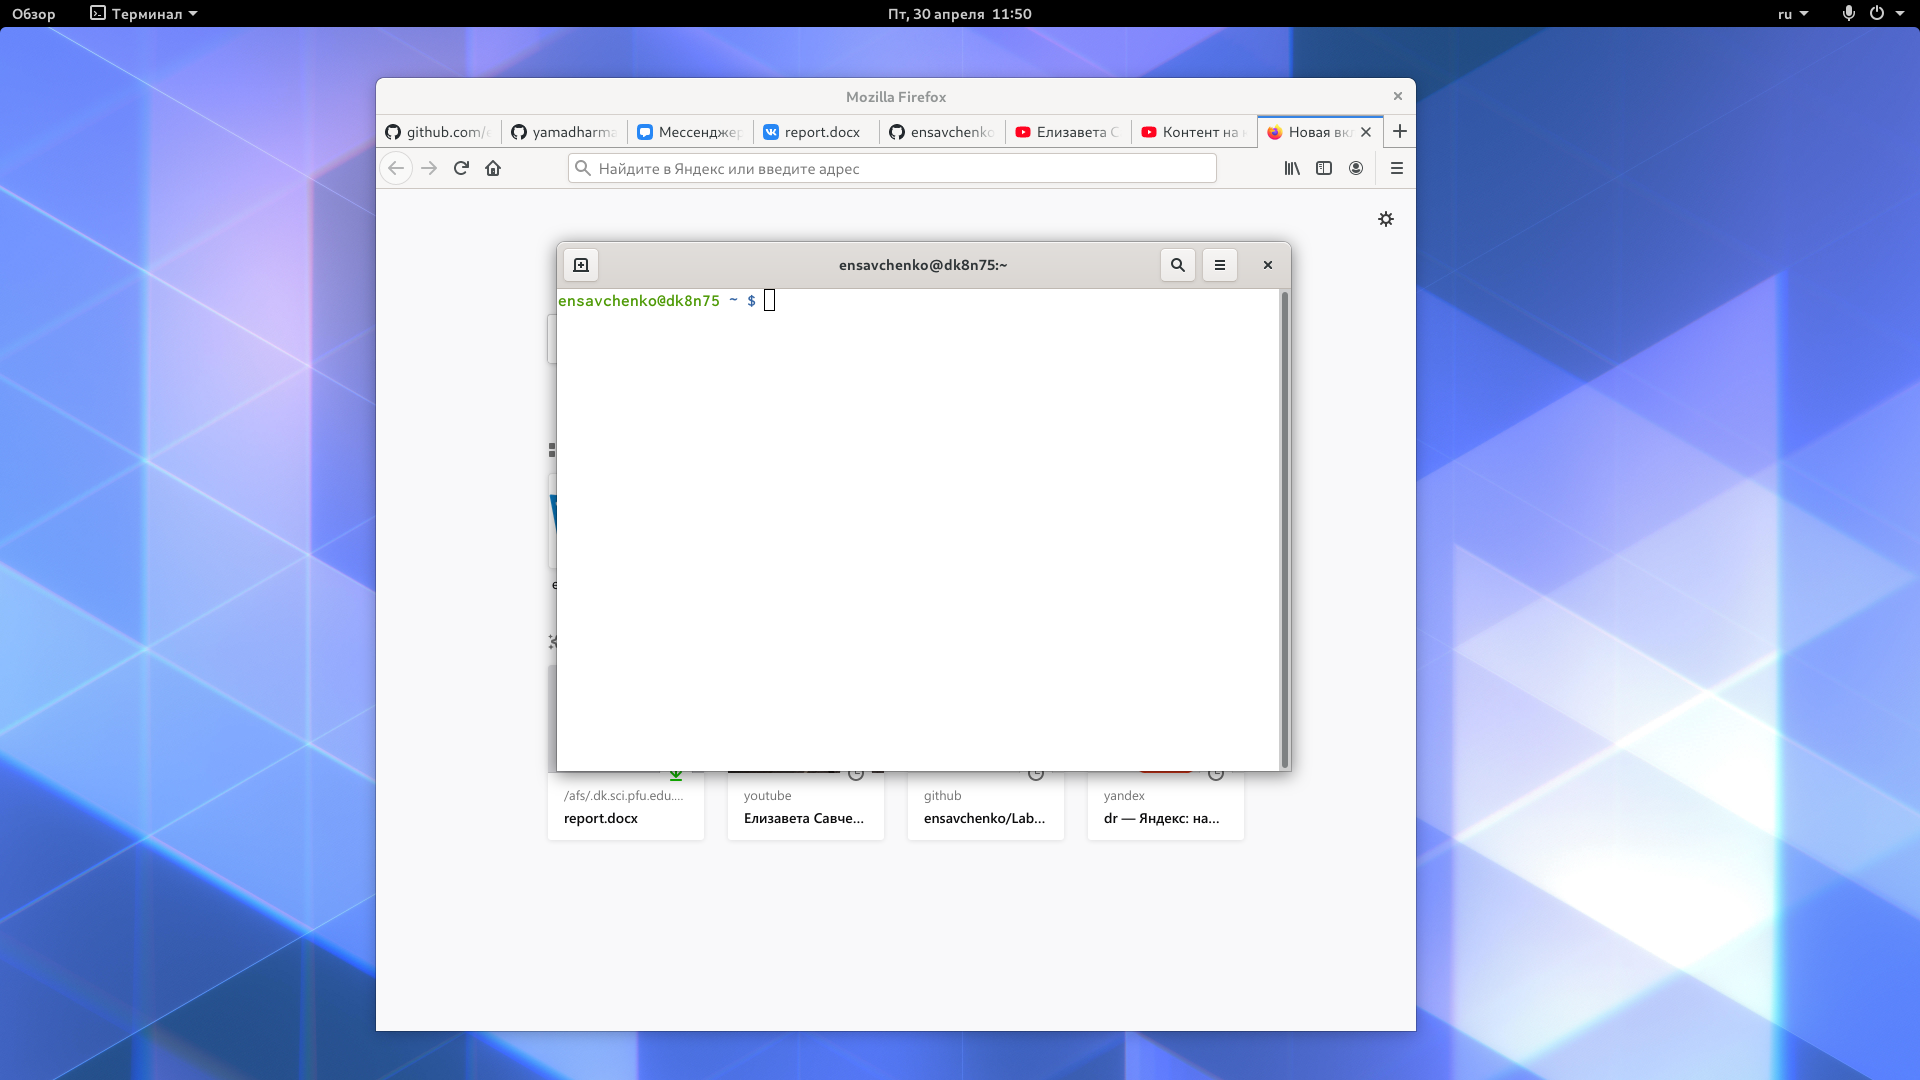 Обзор Терминал Пт, 30 апреля 11:50 ru
Mozilla Firefox
github.com/ yamadharma Мессенджер report.docx ensavchenko Елизавета С Контент на Новая вк
Найдите в Яндекс или введите адрес
ensavchenko@dk8n75:~
ensavchenko@dk8n75 ~ $
/afs/.dk.sci.pfu.edu.... youtube github yandex
report.docx Елизавета Савче... ensavchenko/Lab... dr — Яндекс: на...